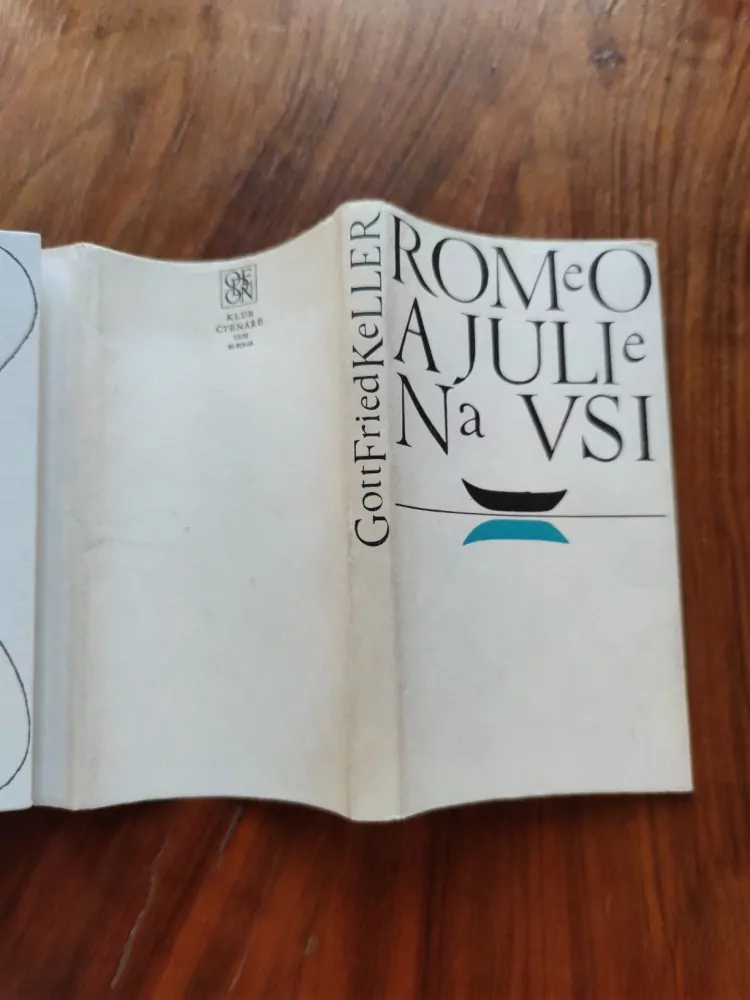 ROMeO
A JULIe
Na VSI
GottFriedKeLLER
ODEON
KLUB
ČTENÁŘŮ